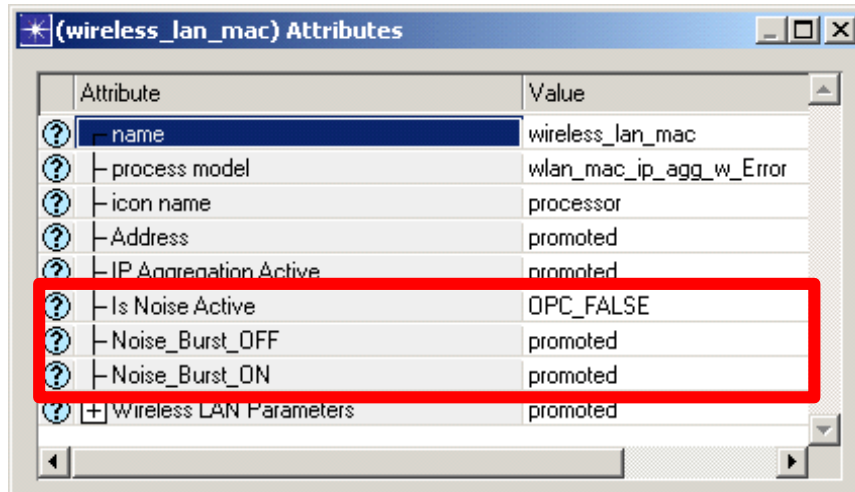 (wireless_lan_mac) Attributes
Attribute Value
name wireless_lan_mac
process model wlan_mac_ip_agg_w_Error
icon name processor
Address promoted
IP Aggregation Active promoted
Is Noise Active OPC_FALSE
Noise_Burst_OFF promoted
Noise_Burst_ON promoted
Wireless LAN Parameters promoted